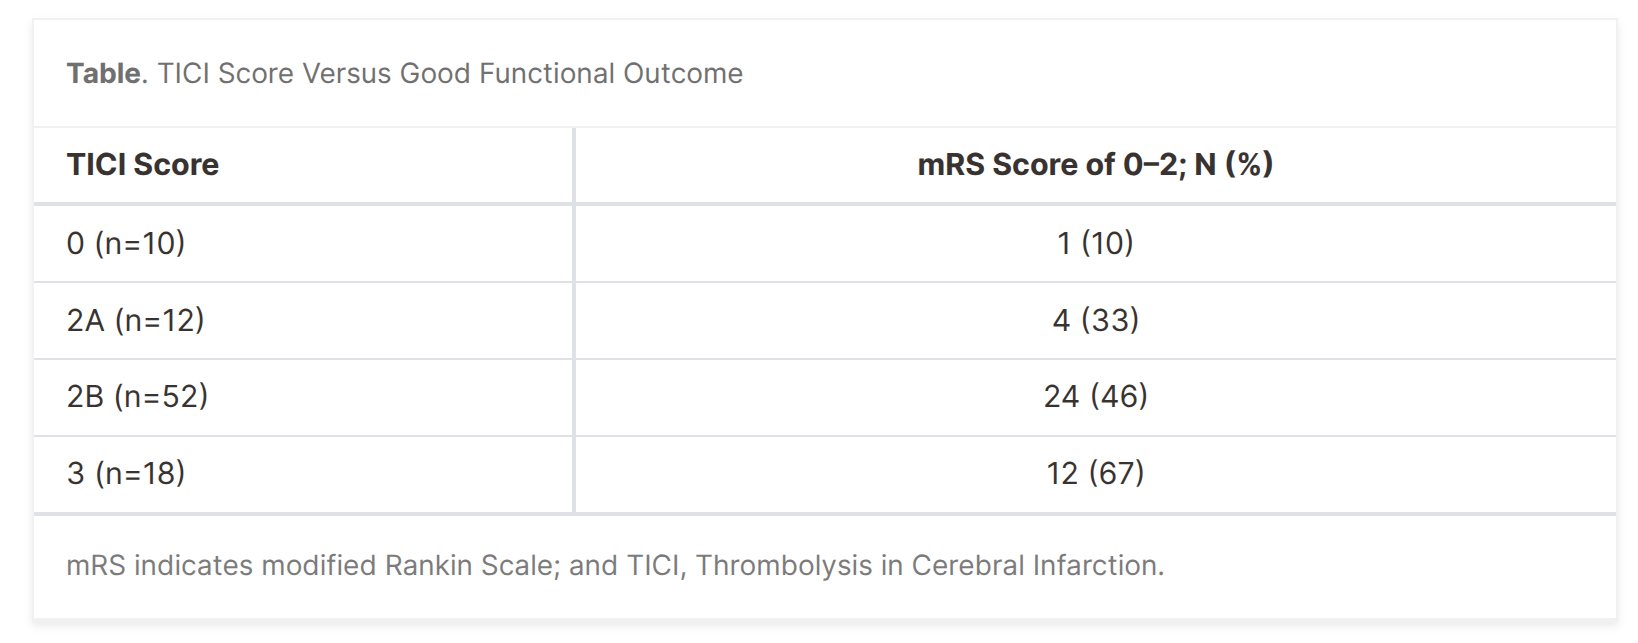 Table. TICI Score Versus Good Functional Outcome
TICI Score mRS Score of 0–2; N (%)
0 (n=10) 1 (10)
2A (n=12) 4 (33)
2B (n=52) 24 (46)
3 (n=18) 12 (67)
mRS indicates modified Rankin Scale; and TICI, Thrombolysis in Cerebral Infarction.